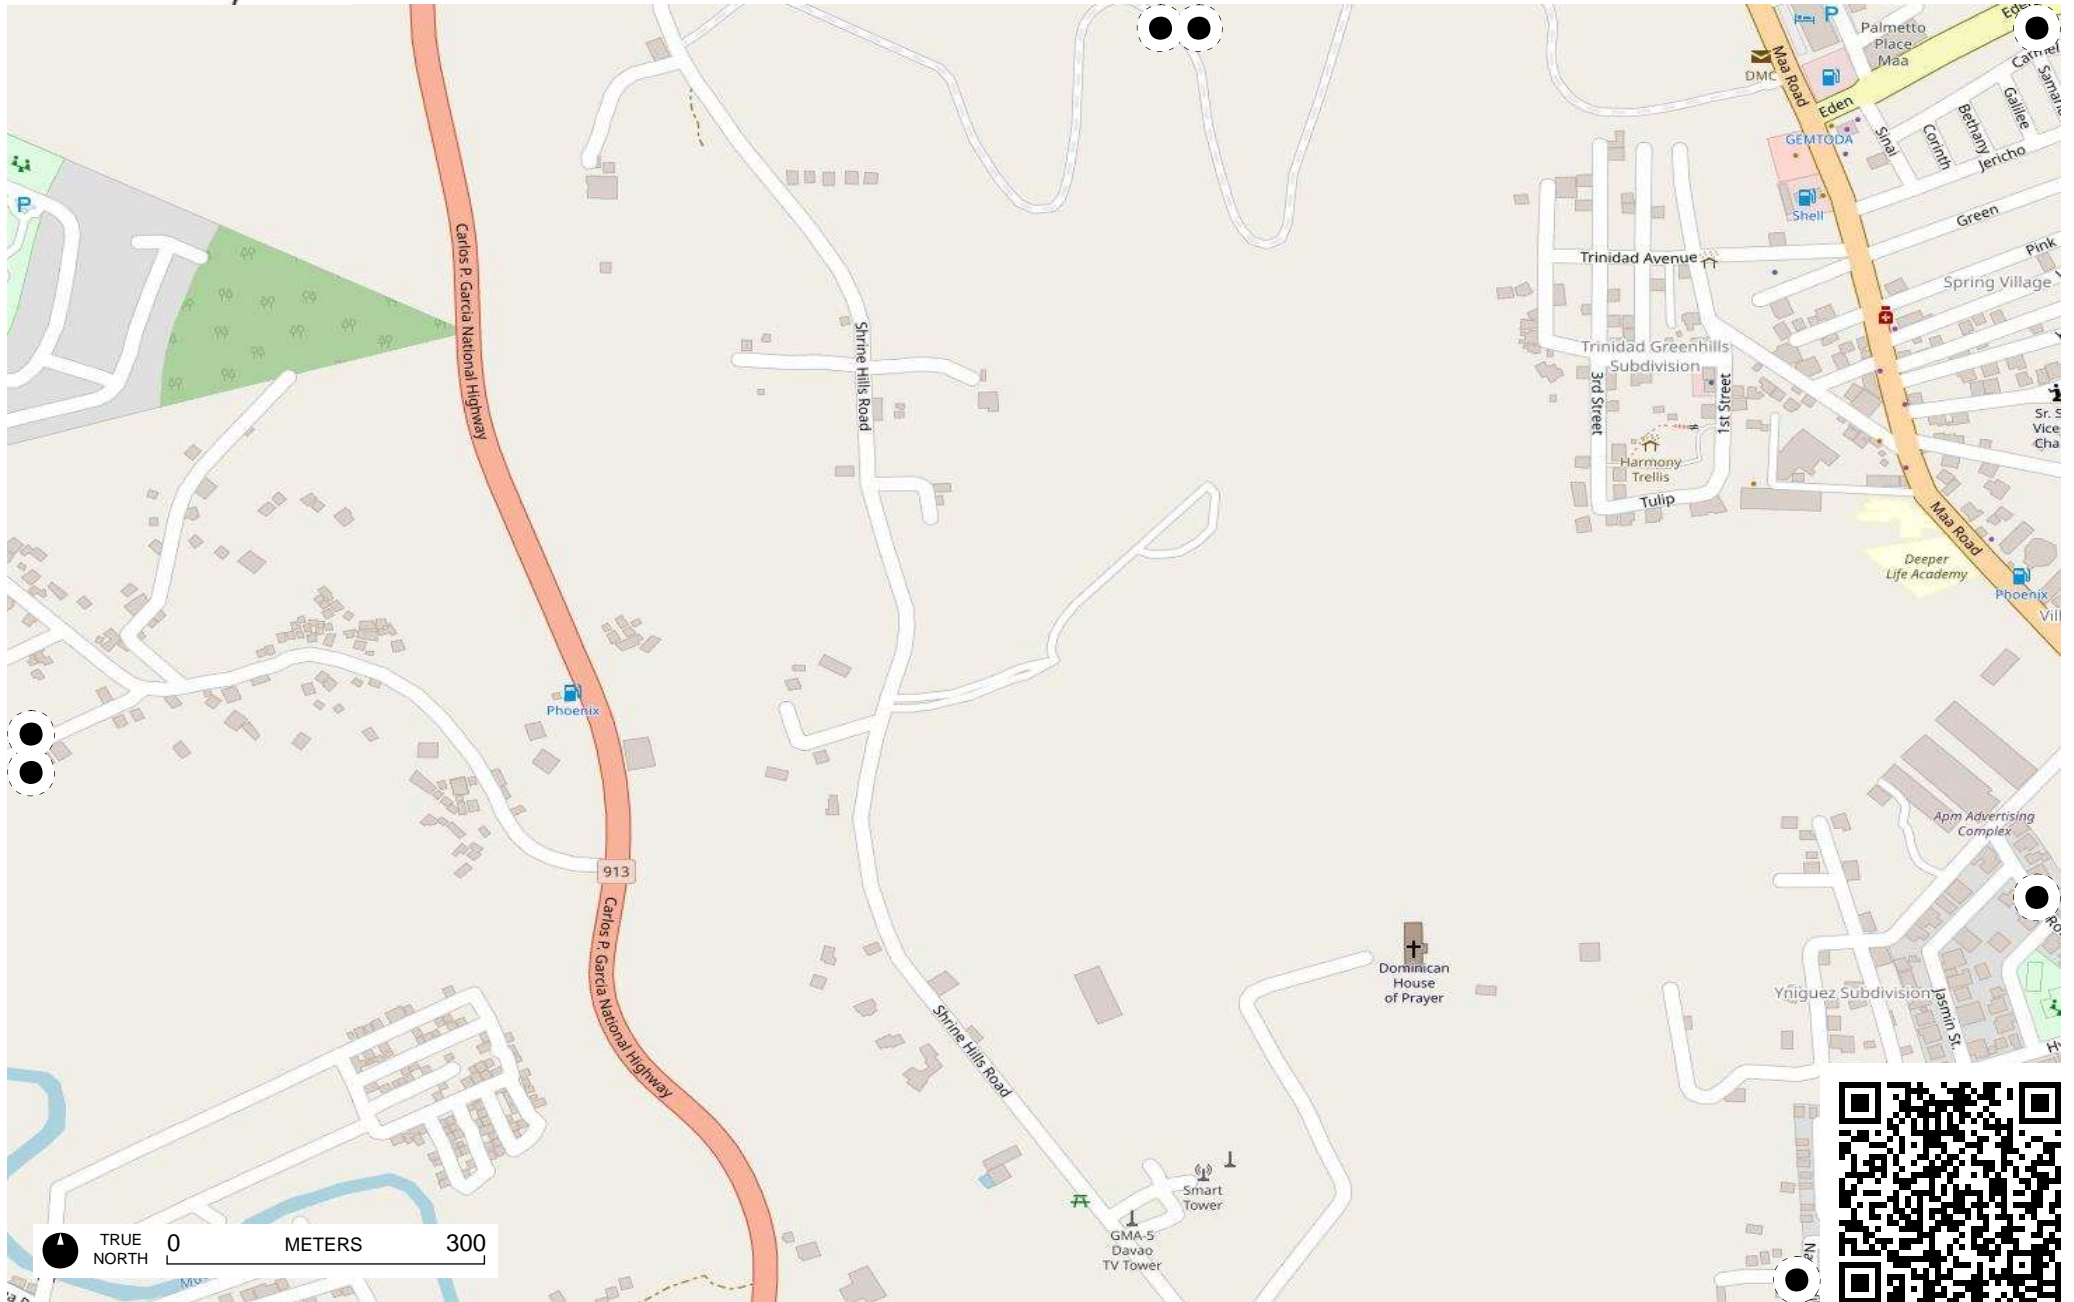 Palmetto
Place
Maa
DMC
Maa Road
Eden
GEMTODA
Sinai
Corinth
Bethany
Galilee
Jericho
Shell
Green
Pink
Trinidad Avenue
Spring Village
Carlos P. Garcia National Highway
Shrine Hills Road
Trinidad Greenhills
Subdivision
3rd Street
1st Street
Harmony
Trellis
Tulip
Maa Road
Deeper
Life Academy
Phoenix
Phoenix
Apm Advertising
Complex
913
Carlos P. Garcia National Highway
Dominican
House
of Prayer
Yniguez Subdivision
Jasmin St.
Shrine Hills Road
Smart
Tower
GMA-5
Davao
TV Tower
TRUE
NORTH
0
METERS
300